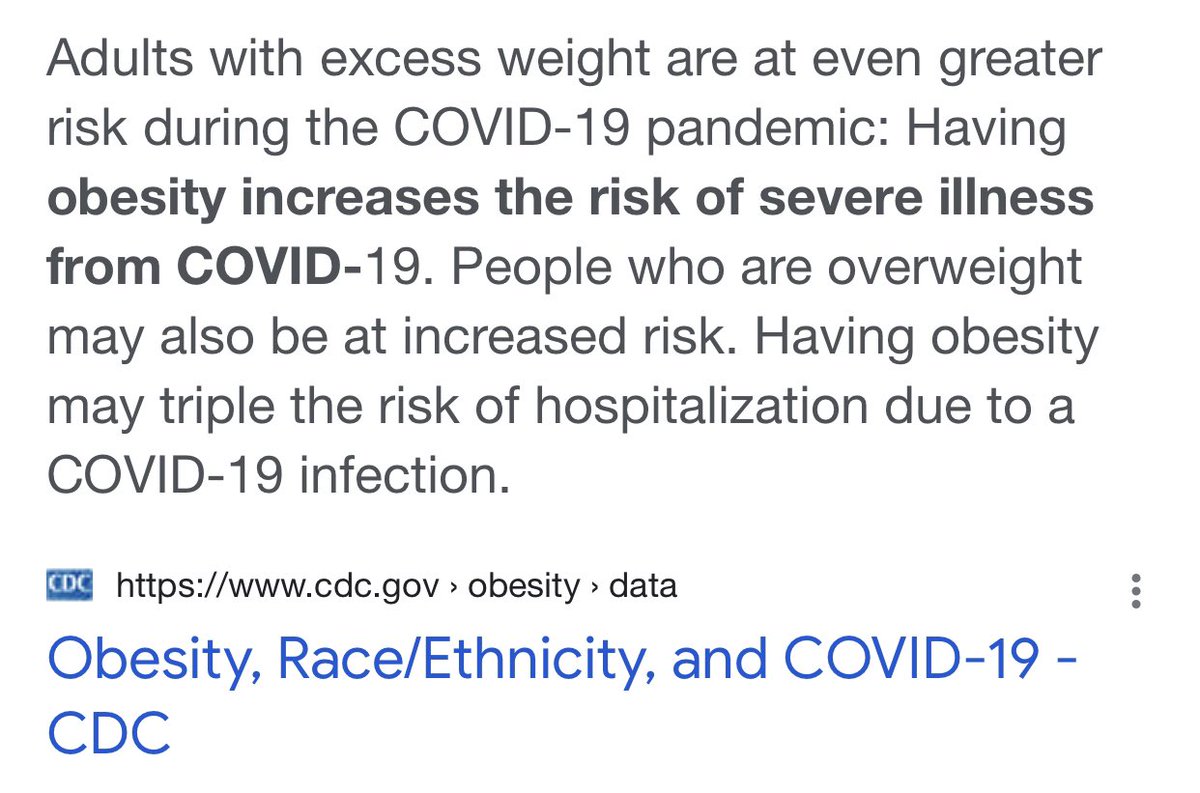 Adults with excess weight are at even greater
risk during the COVID-19 pandemic: Having
obesity increases the risk of severe illness
from COVID-19. People who are overweight
may also be at increased risk. Having obesity
may triple the risk of hospitalization due to a
COVID-19 infection.
CDC https://www.cdc.gov › obesity › data
Obesity, Race/Ethnicity, and COVID-19 -
CDC